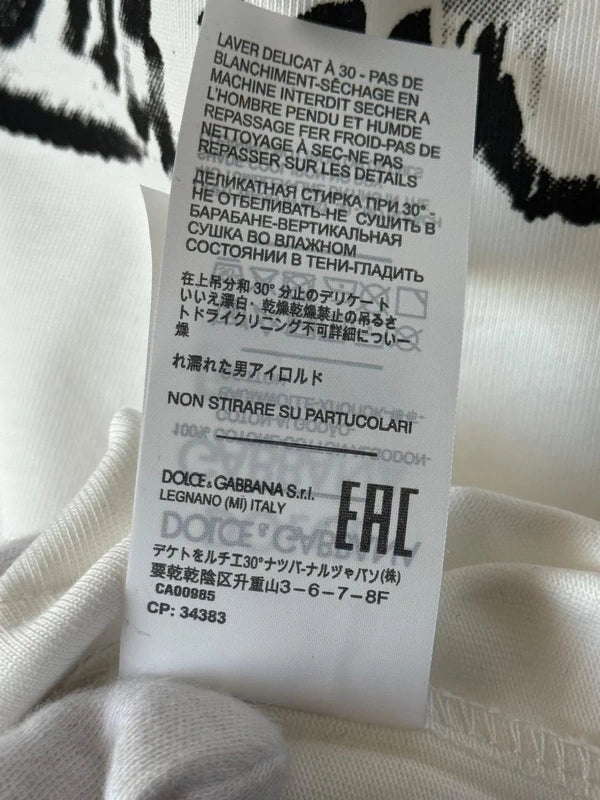 LAVER DELICAT À 30 - PAS DE
BLANCHIMENT-SÊCHAGE EN
MACHINE INTERDIT SECHER A
L'HOMBRE PENDU ET HUMDE
REPASSAGE FER FROID-PAS DE
NETTOYAGE À SEC-NE PAS
REPASSER SUR LES DETAILS
ДЕЛИКАТНАЯ СТИРКА ПРИ 30°-
НЕ ОТБЕЛИВАТЬ-НЕ СУШИТЬ В
БАРАБАНЕ-ВЕРТИКАЛЬНАЯ
СУШКА ВО ВЛАЖНОМ
СОСТОЯНИИ В ТЕНИ-ГЛАДИТЬ
在上吊分和 30° 分止のデリケート
いいえ漂白·乾燥乾燥禁止の吊るさ
トドライクリニング不可詳細につい一
燥
れ濡れた男アイロルド
NON STIRARE SU PARTUCOLARI
DOLCE & GABBANA S.r.l.
LEGNANO (MI) ITALY
EAC
デケトをルチエ30°ナツバーナルヅゃパン(株)
要乾乾陰区升重山3-6-7-8F
CA00985
CP: 34383